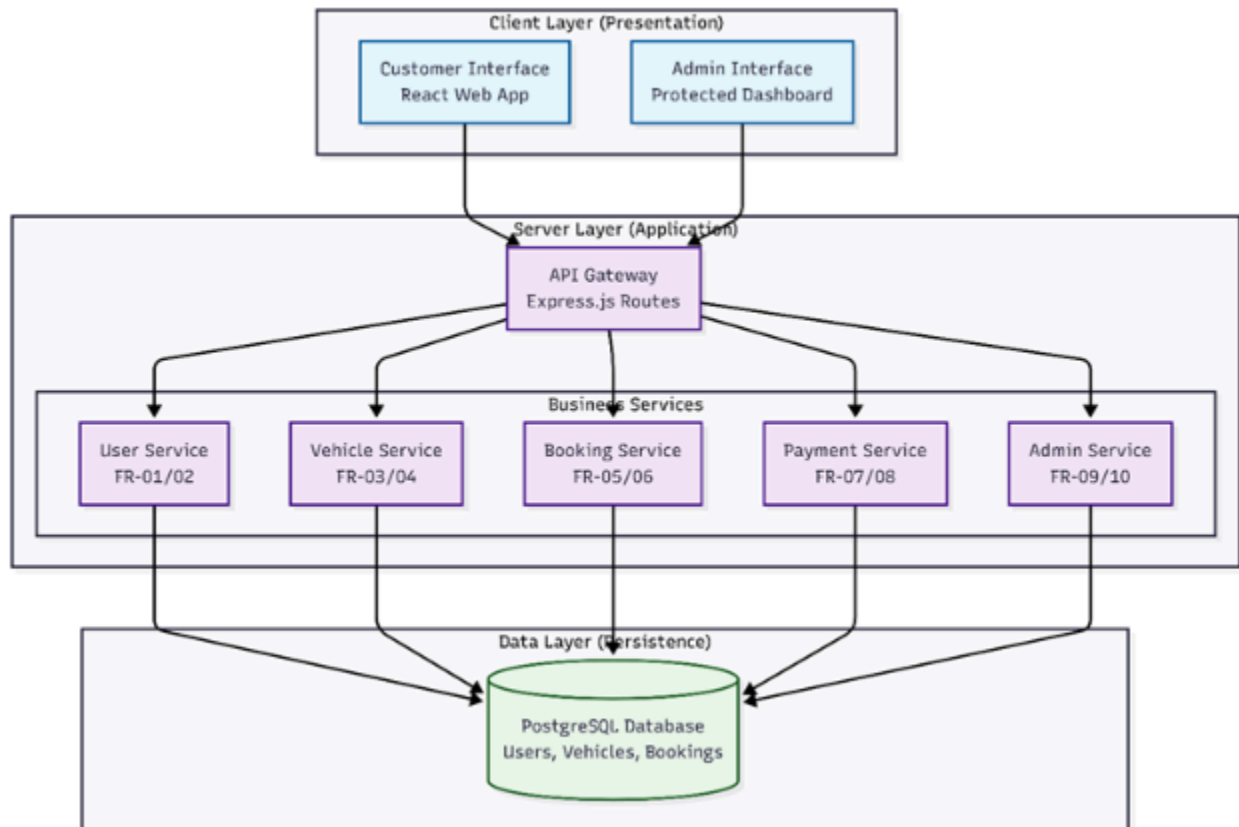 Client Layer (Presentation)
Customer Interface
React Web App
Admin Interface
Protected Dashboard
Server Layer (Application)
API Gateway
Express.js Routes
Business Services
User Service
FR-01/02
Vehicle Service
FR-03/04
Booking Service
FR-05/06
Payment Service
FR-07/08
Admin Service
FR-09/10
Data Layer (Persistence)
PostgreSQL Database
Users, Vehicles, Bookings